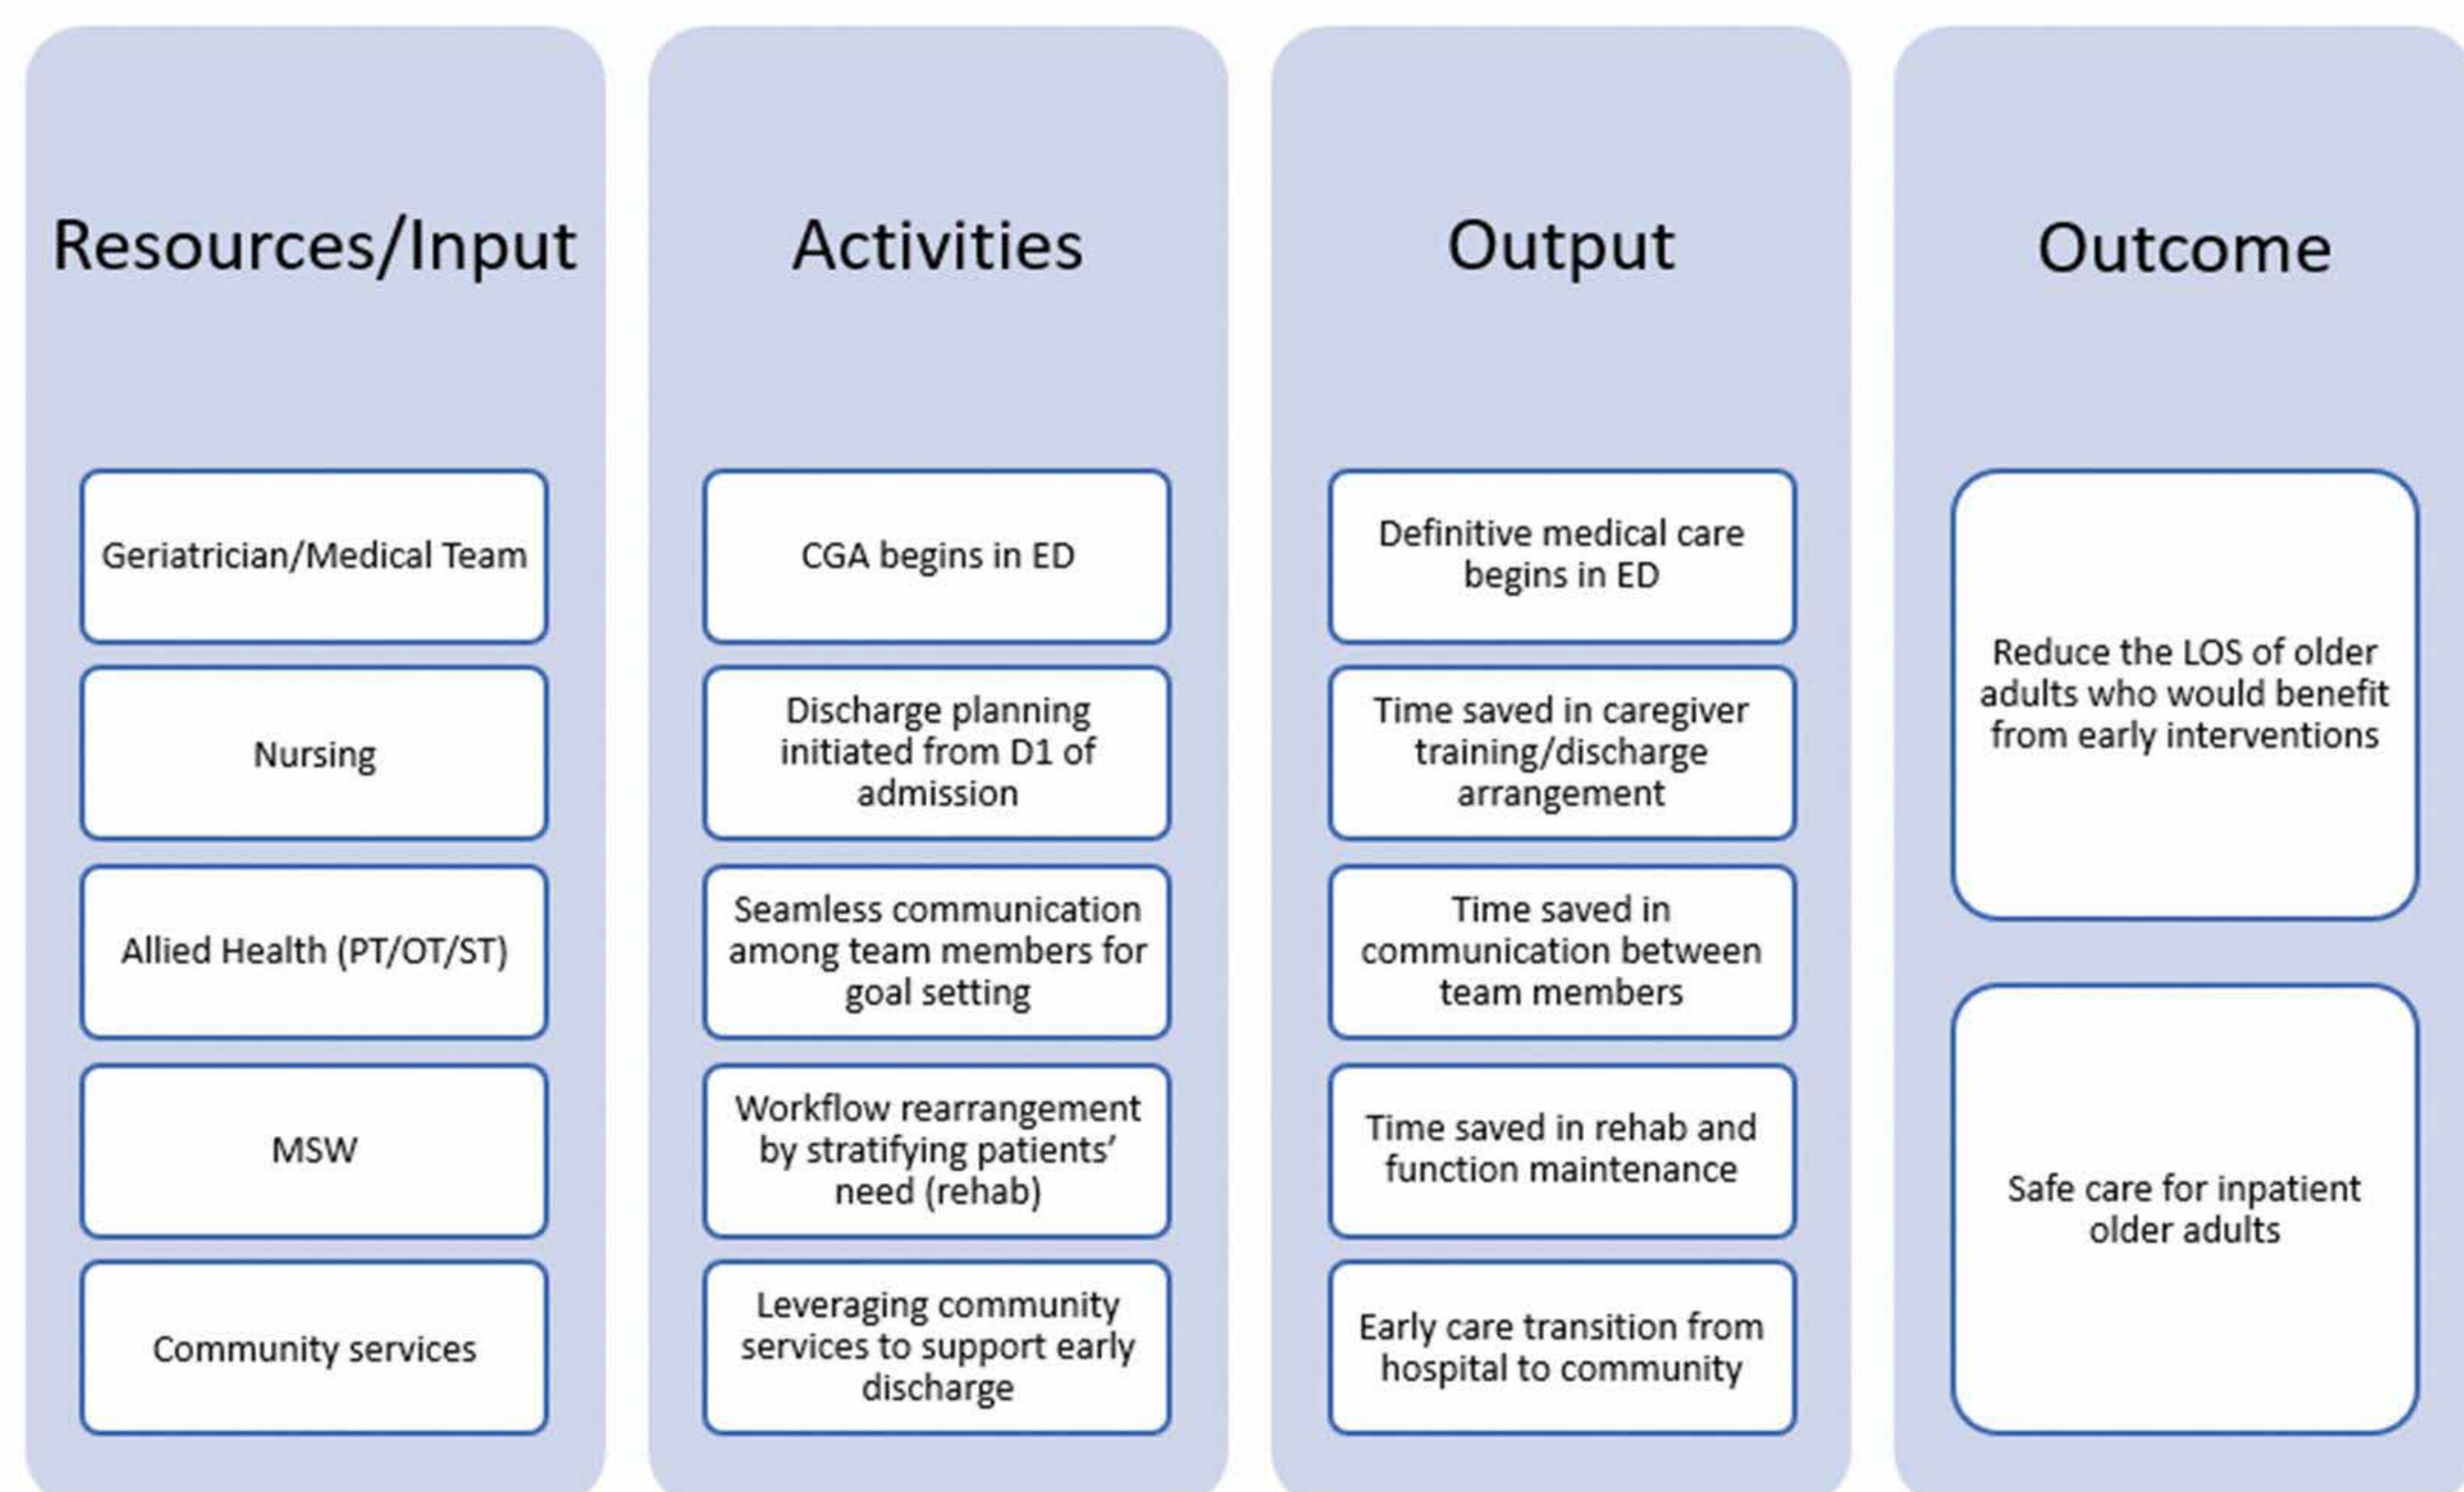 Resources/Input
Geriatrician/Medical Team
Nursing
Allied Health (PT/OT/ST)
MSW
Community services
Activities
CGA begins in ED
Discharge planning
initiated from D1 of
admission
Seamless communication
among team members for
goal setting
Workflow rearrangement
by stratifying patients’
need (rehab)
Leveraging community
services to support early
discharge
Output
Definitive medical care
begins in ED
Time saved in caregiver
training/discharge
arrangement
Time saved in
communication between
team members
Time saved in rehab and
function maintenance
Early care transition from
hospital to community
Outcome
Reduce the LOS of older
adults who would benefit
from early interventions
Safe care for inpatient
older adults